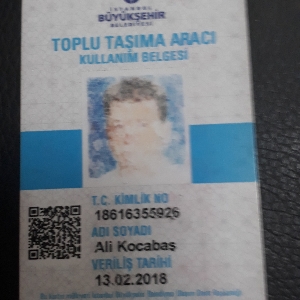 İSTANBUL
BÜYÜKŞEHİR
BELEDİYESİ
TOPLU TAŞIMA ARACI
KULLANIM BELGESİ
T.C. KİMLİK NO
18616355926
ADI SOYADI
Ali Kocabaş
VERİLİŞ TARİHİ
13.02.2018